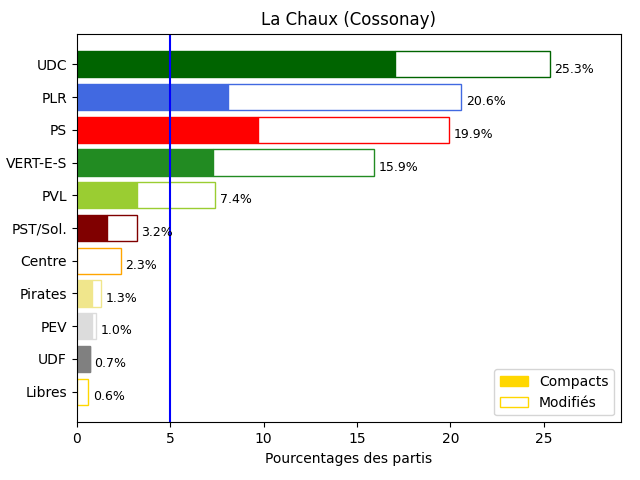 La Chaux (Cossonay)
UDC 25.3%
PLR 20.6%
PS 19.9%
VERT-E-S 15.9%
PVL 7.4%
PST/Sol. 3.2%
Centre 2.3%
Pirates 1.3%
PEV 1.0%
UDF 0.7%
Libres 0.6%
Compacts
Modifiés
0 5 10 15 20 25
Pourcentages des partis